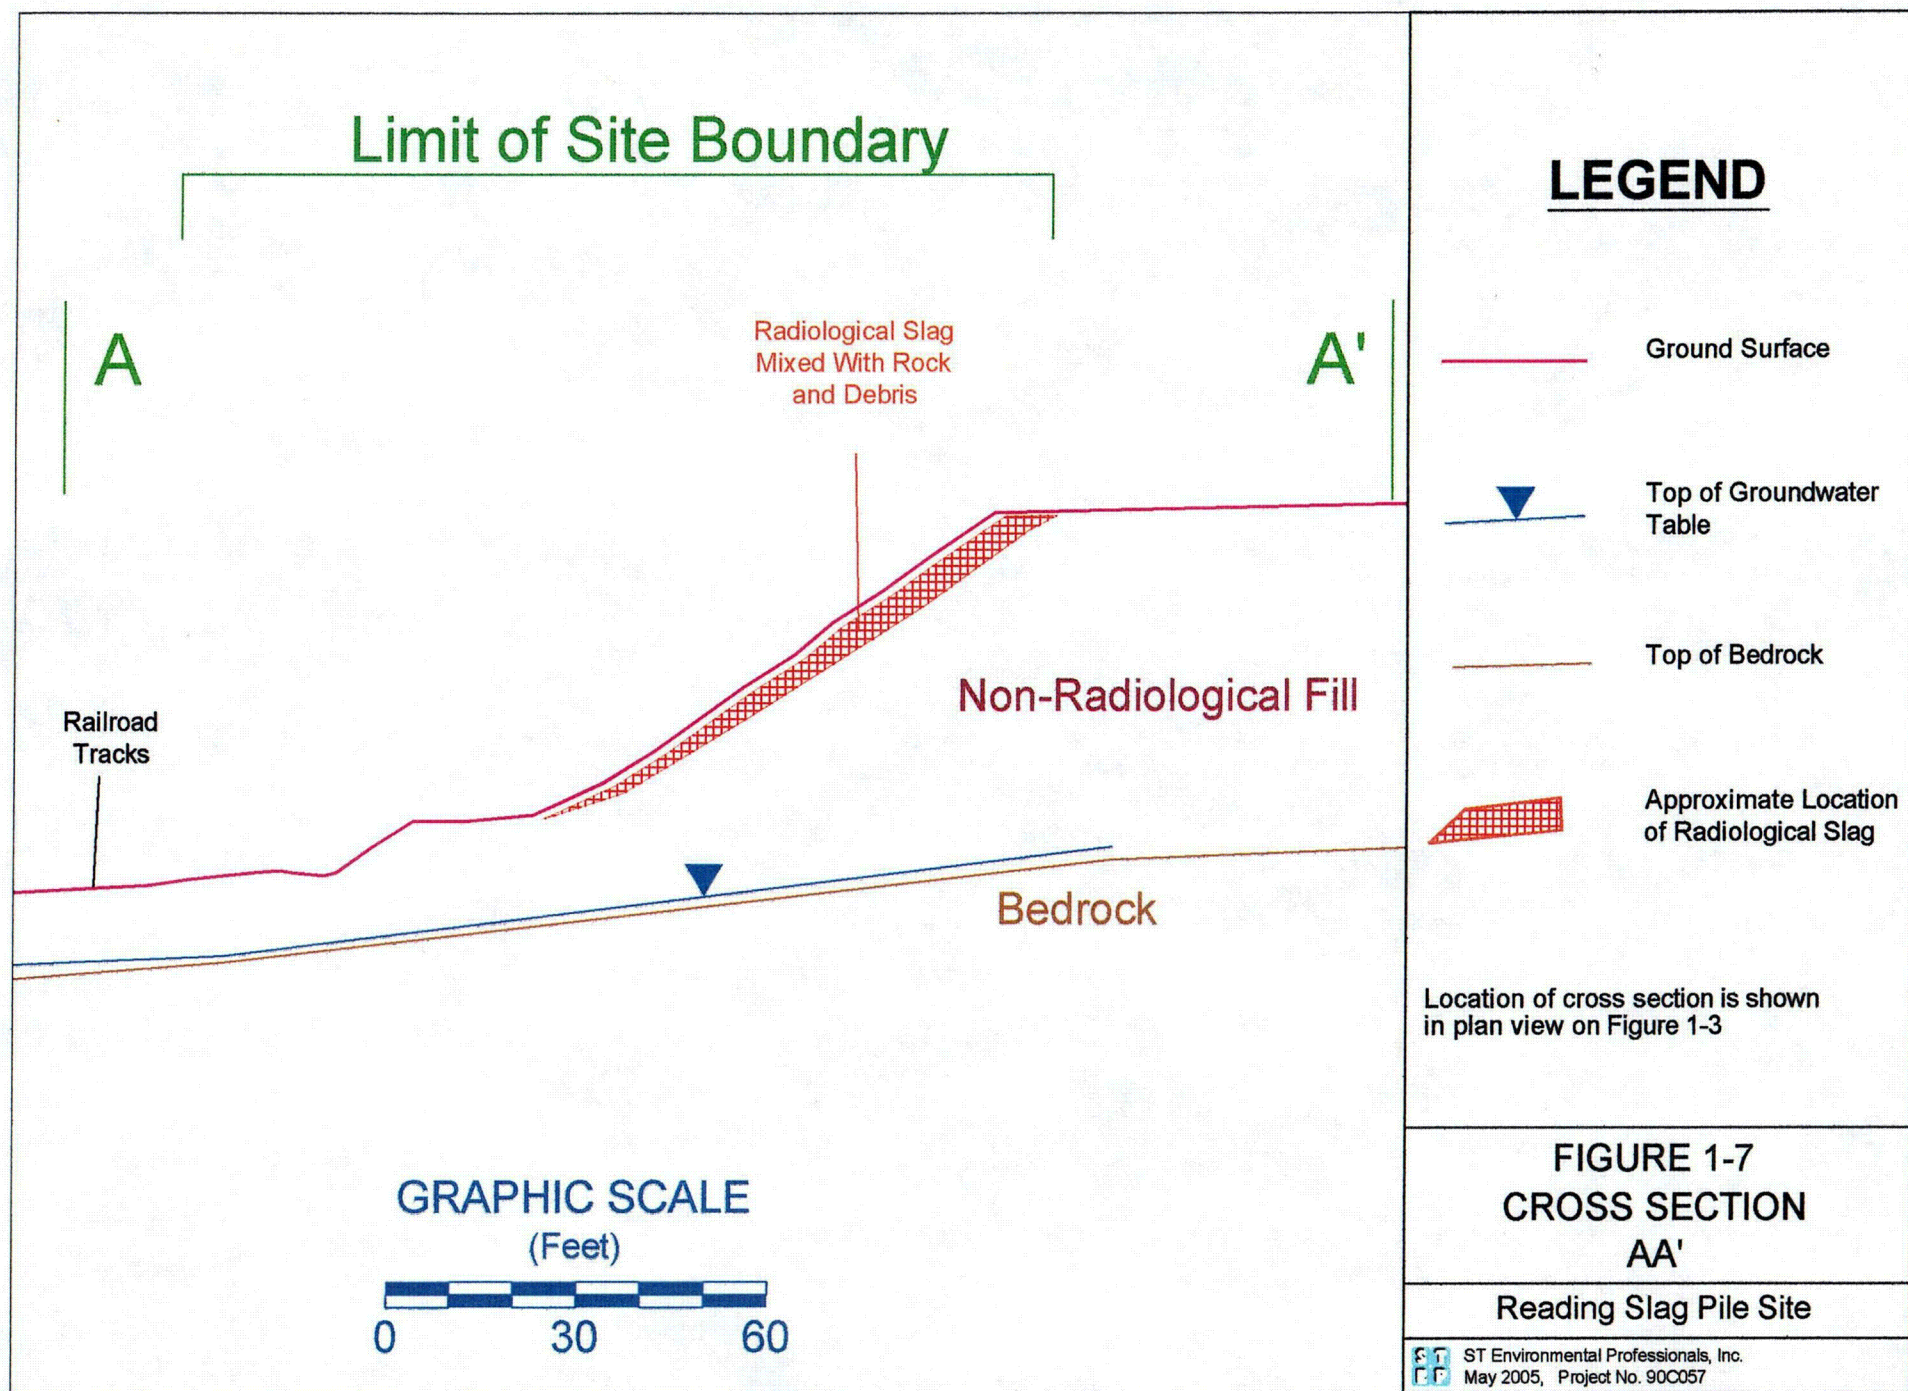 Limit of Site Boundary
A
A'
Radiological Slag
Mixed With Rock
and Debris
Non-Radiological Fill
Railroad
Tracks
Bedrock
GRAPHIC SCALE
(Feet)
0 30 60
LEGEND
Ground Surface
Top of Groundwater
Table
Top of Bedrock
Approximate Location
of Radiological Slag
Location of cross section is shown
in plan view on Figure 1-3
FIGURE 1-7
CROSS SECTION
AA'
Reading Slag Pile Site
ST
EP
ST Environmental Professionals, Inc.
May 2005, Project No. 90C057